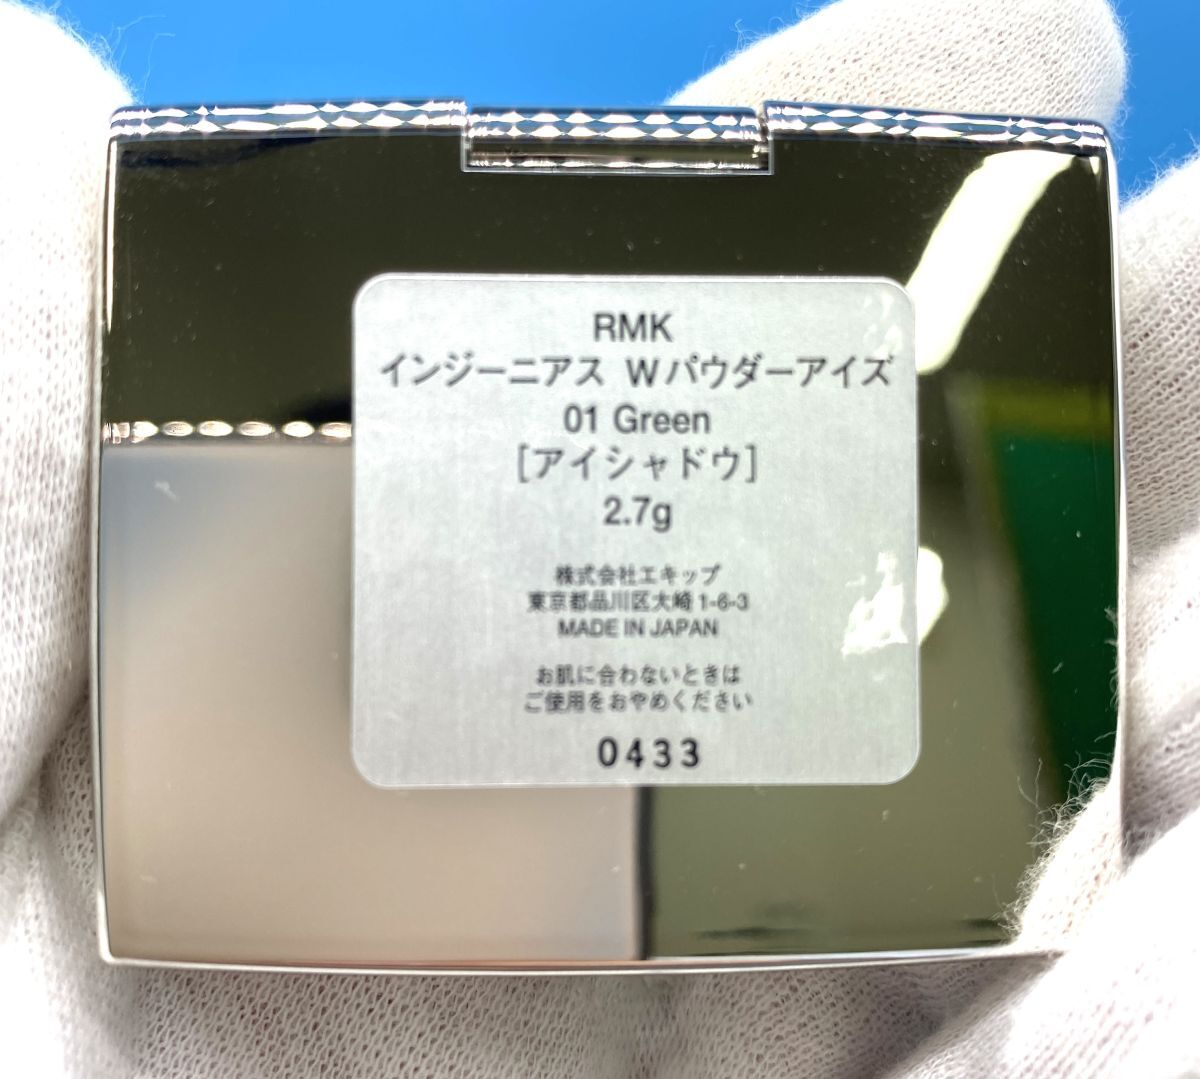 RMK
インジーニアス Wパウダーアイズ
01 Green
[アイシャドウ]
2.7g
株式会社エキップ
東京都品川区大崎1-6-3
MADE IN JAPAN
お肌に合わないときは
ご使用をおやめください
0433